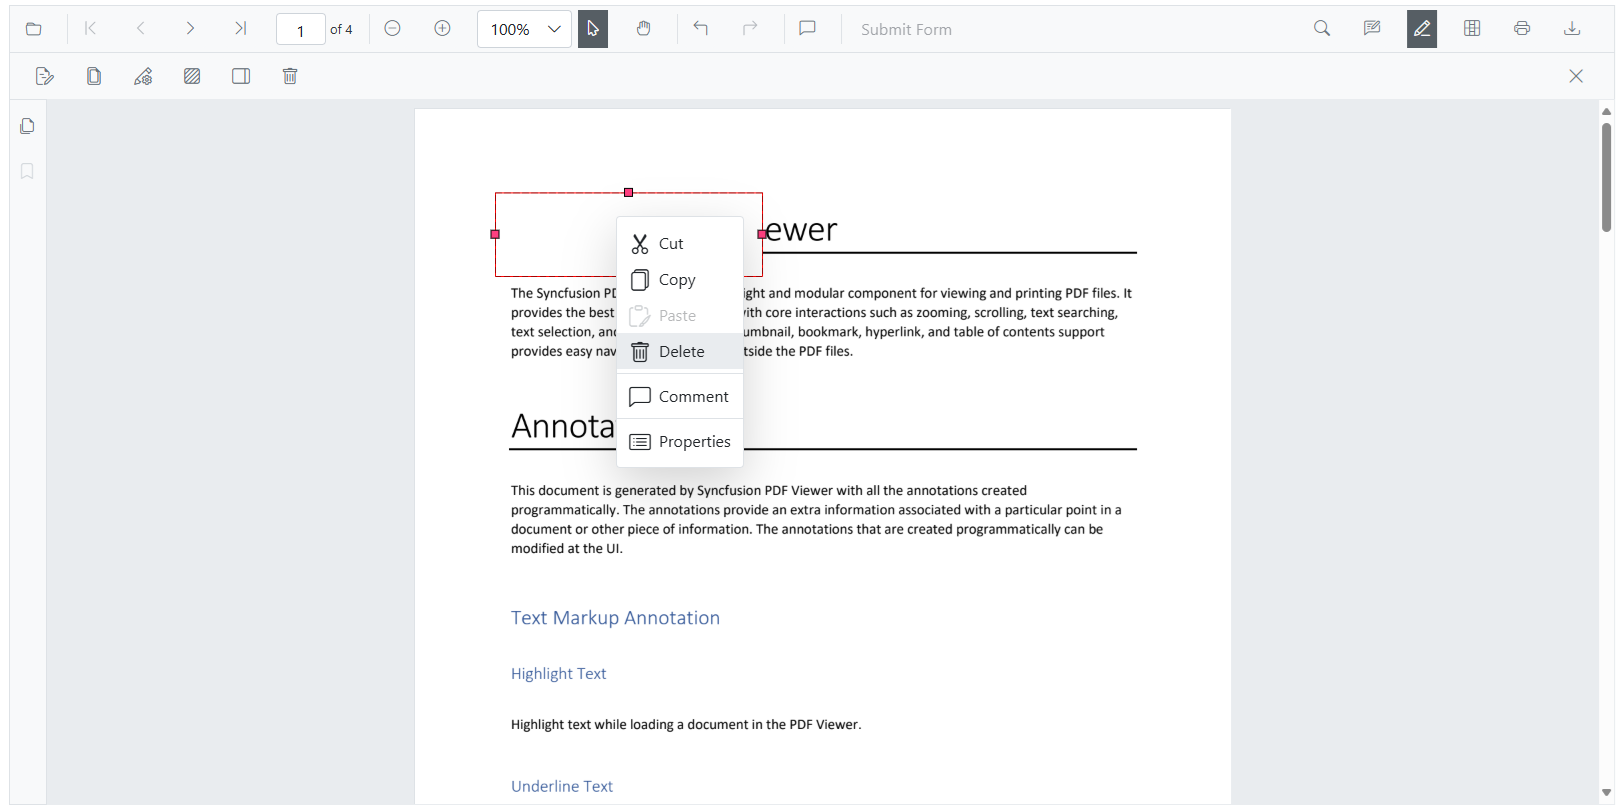 1 of 4 100% Submit Form
ewer
Cut
Copy
Paste
Delete
Comment
Properties
The Syncfusion ight and modular component for viewing and printing PDF files. It
provides the best ith core interactions such as zooming, scrolling, text searching,
text selection, umbnail, bookmark, hyperlink, and table of contents support
provides easy tside the PDF files.
Annota
This document is generated by Syncfusion PDF Viewer with all the annotations created
programmatically. The annotations provide an extra information associated with a particular point in a
document or other piece of information. The annotations that are created programmatically can be
modified at the UI.
Text Markup Annotation
Highlight Text
Highlight text while loading a document in the PDF Viewer.
Underline Text